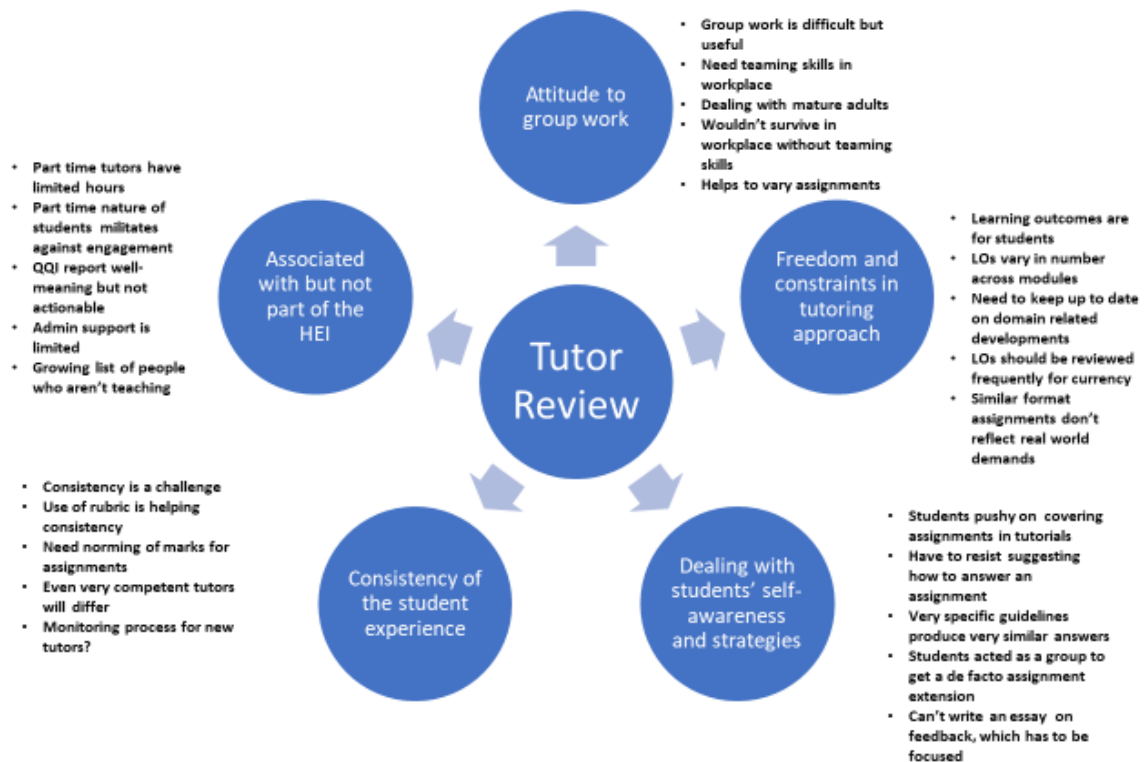 Attitude to
group work
• Group work is difficult but
useful
• Need teaming skills in
workplace
• Dealing with mature adults
• Wouldn't survive in
workplace without teaming
skills
• Helps to vary assignments
• Part time tutors have
limited hours
• Part time nature of
students militates
against engagement
• QQI report well-
meaning but not
actionable
• Admin support is
limited
• Growing list of people
who aren't teaching
Associated
with but not
part of the
HEI
Freedom and
constraints in
tutoring
approach
• Learning outcomes are
for students
• LOs vary in number
across modules
• Need to keep up to date
on domain related
developments
• LOs should be reviewed
frequently for currency
• Similar format
assignments don't
reflect real world
demands
Tutor
Review
• Consistency is a challenge
• Use of rubric is helping
consistency
• Need norming of marks for
assignments
• Even very competent tutors
will differ
• Monitoring process for new
tutors?
Consistency of
the student
experience
Dealing with
students' self-
awareness
and strategies
• Students pushy on covering
assignments in tutorials
• Have to resist suggesting
how to answer an
assignment
• Very specific guidelines
produce very similar answers
• Students acted as a group to
get a de facto assignment
extension
• Can't write an essay on
feedback, which has to be
focused